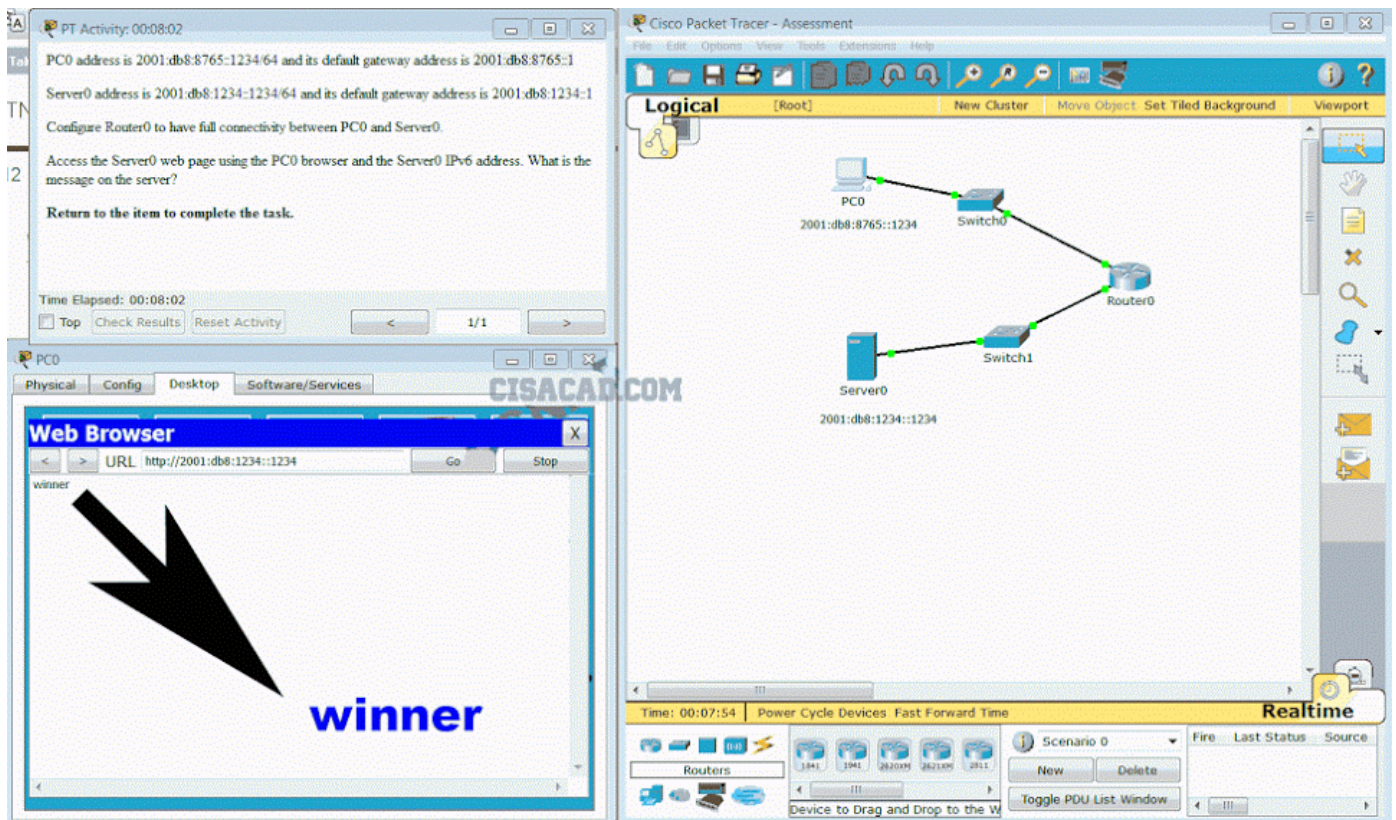 PT Activity: 00:08:02
PC0 address is 2001:db8:8765::1234/64 and its default gateway address is 2001:db8:8765::1
Server0 address is 2001:db8:1234::1234/64 and its default gateway address is 2001:db8:1234::1
Configure Router0 to have full connectivity between PC0 and Server0.
Access the Server0 web page using the PC0 browser and the Server0 IPv6 address. What is the
message on the server?
Return to the item to complete the task.
Time Elapsed: 00:08:02
Top Check Results Reset Activity < 1/1 >
TN
12
PC0
Physical Config Desktop Software/Services
CISACAD.COM
Web Browser X
< > URL http://2001:db8:1234::1234 Go Stop
winner
winner
Cisco Packet Tracer - Assessment
File Edit Options View Tools Extensions Help
Logical [Root] New Cluster Move Object Set Tiled Background Viewport
PC0
2001:db8:8765::1234
Switch0
Router0
Switch1
Server0
2001:db8:1234::1234
Time: 00:07:54 Power Cycle Devices Fast Forward Time Realtime
Routers
1841 1941 2620XM 2621XM 2811
Device to Drag and Drop to the W
Scenario 0
New Delete
Toggle PDU List Window
Fire Last Status Source